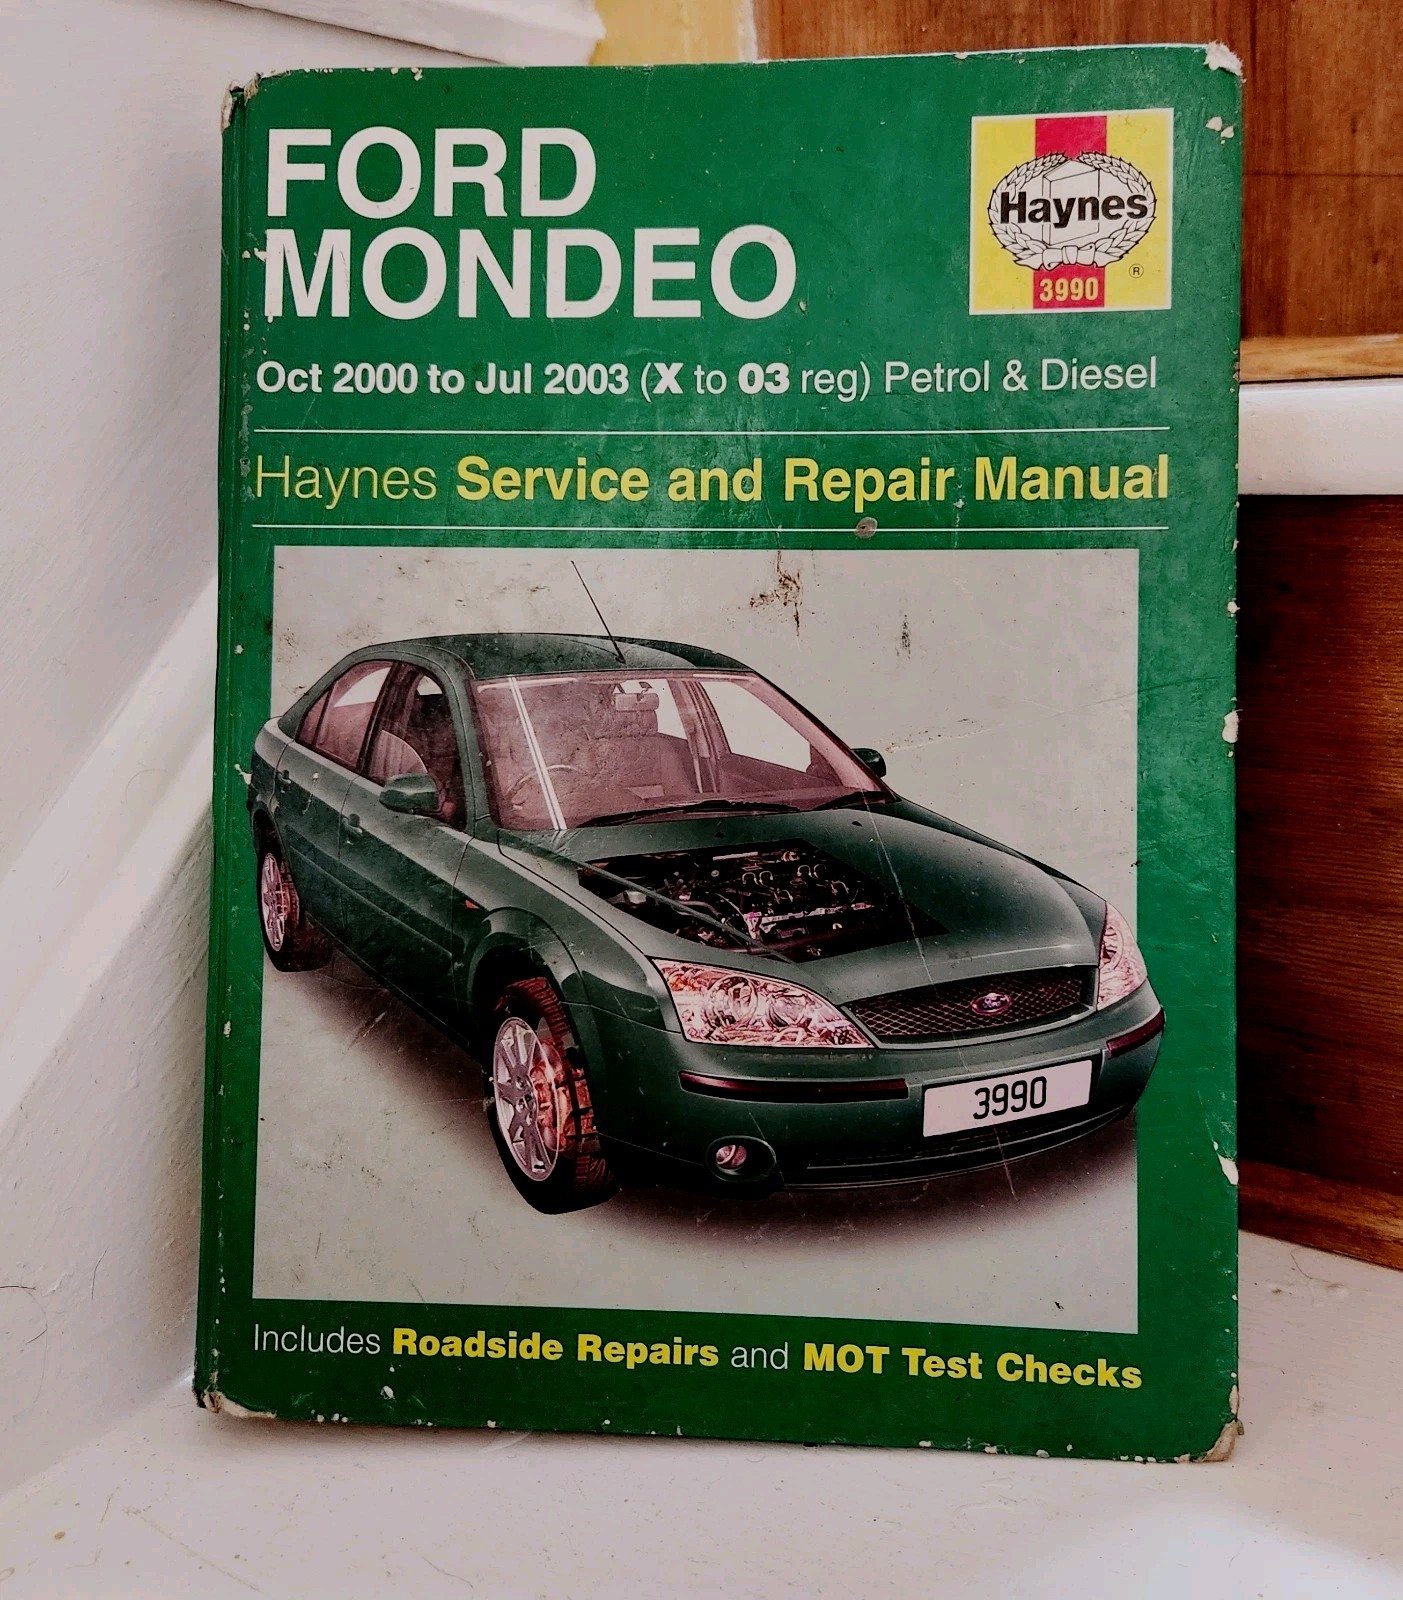 FORD
MONDEO
Haynes
®
3990
Oct 2000 to Jul 2003 (X to 03 reg) Petrol & Diesel
Haynes Service and Repair Manual
Ford
3990
Includes Roadside Repairs and MOT Test Checks